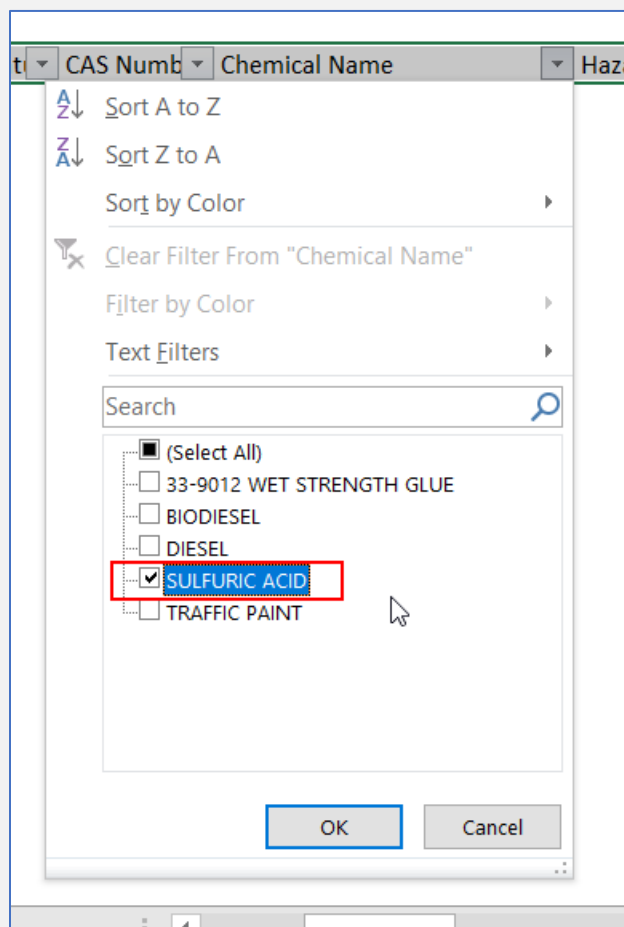 t CAS Numb Chemical Name Haz
Sort A to Z
Sort Z to A
Sort by Color
Clear Filter From "Chemical Name"
Filter by Color
Text Filters
Search
(Select All)
33-9012 WET STRENGTH GLUE
BIODIESEL
DIESEL
SULFURIC ACID
TRAFFIC PAINT
OK Cancel